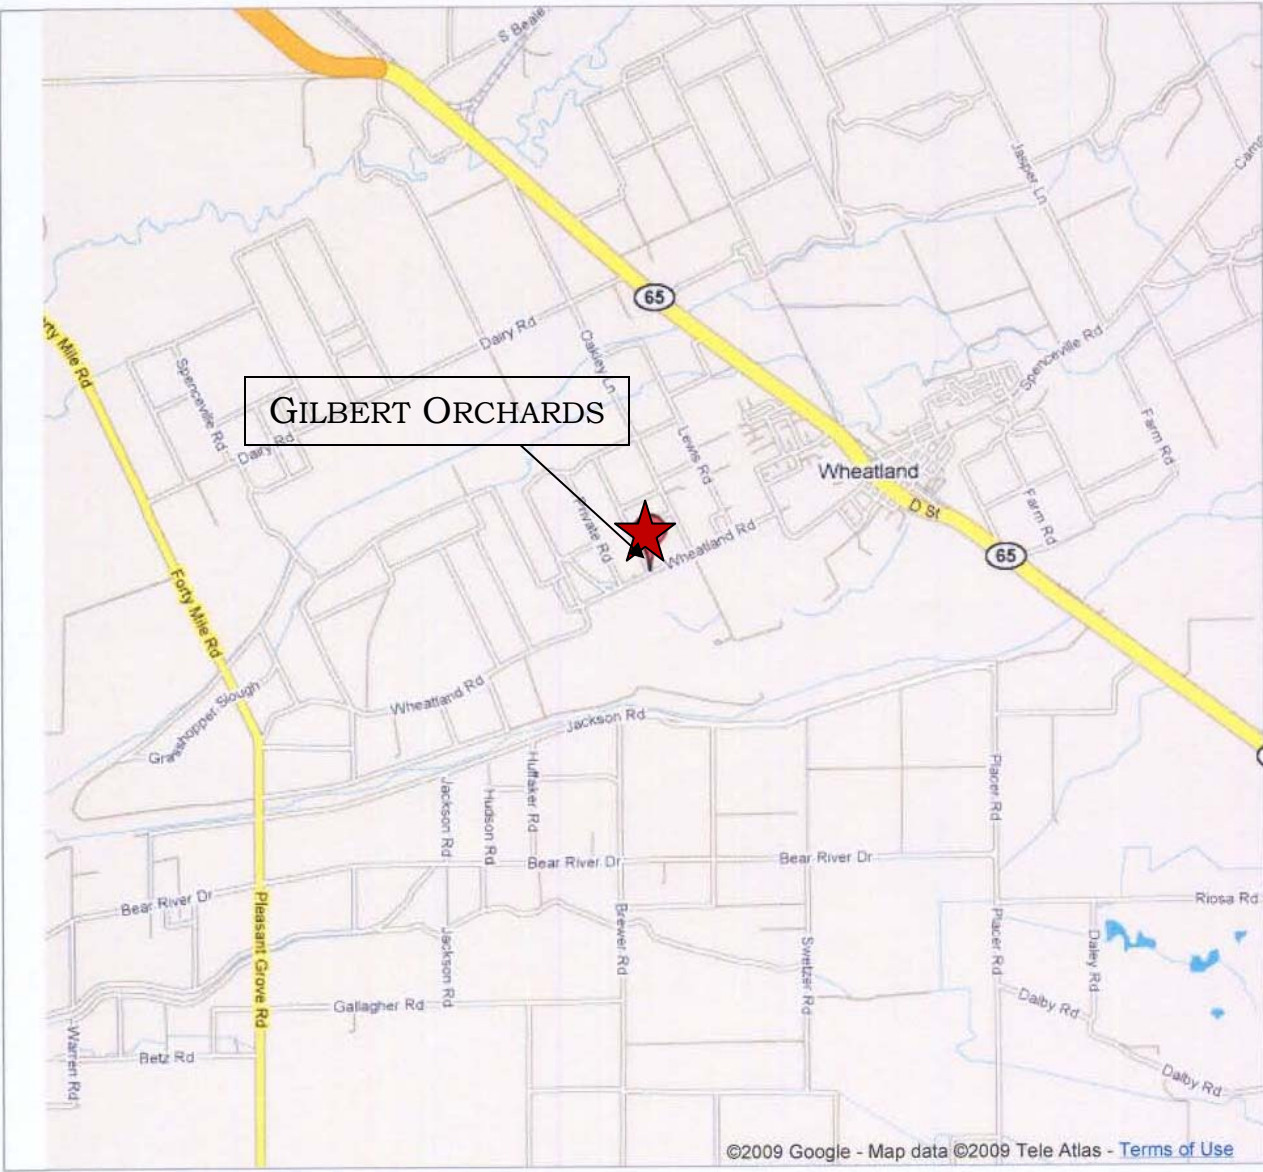 S Beale
Jasper Ln
65
Dairy Rd
Oakley Ln
Spenceville Rd
Mile Rd
Spenceville Rd
GILBERT ORCHARDS
Dairy Rd
Lewis Rd
Farm Rd
Wheatland
D St
Farm Rd
Private Rd
Wheatland Rd
65
Forty Mile Rd
Grasshopper Slough
Wheatland Rd
Jackson Rd
Huffaker Rd
Placer Rd
Jackson Rd
Hudson Rd
Bear River Dr
Bear River Dr
Bear River Dr
Riosa Rd
Pleasant Grove Rd
Brewer Rd
Jackson Rd
Swetzer Rd
Placer Rd
Daley Rd
Gallagher Rd
Dalby Rd
Warren Rd
Betz Rd
Dalby Rd
©2009 Google - Map data ©2009 Tele Atlas - Terms of Use